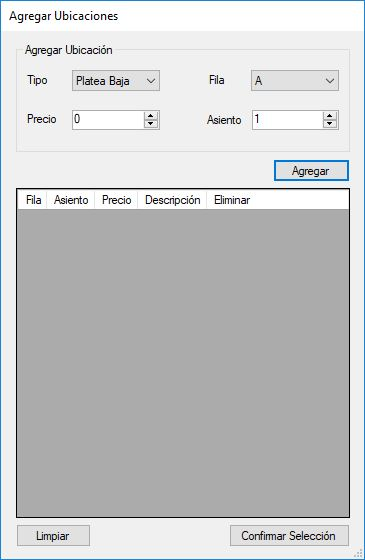 Agregar Ubicaciones
Agregar Ubicación
Tipo Platea Baja Fila A
Precio 0 Asiento 1
Agregar
Fila Asiento Precio Descripción Eliminar
Limpiar Confirmar Selección